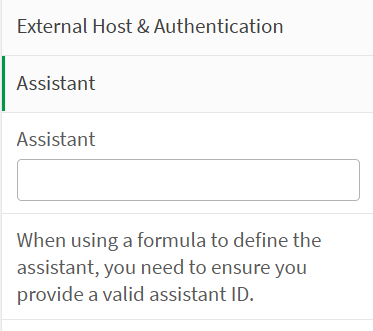 External Host & Authentication
Assistant
Assistant
When using a formula to define the
assistant, you need to ensure you
provide a valid assistant ID.